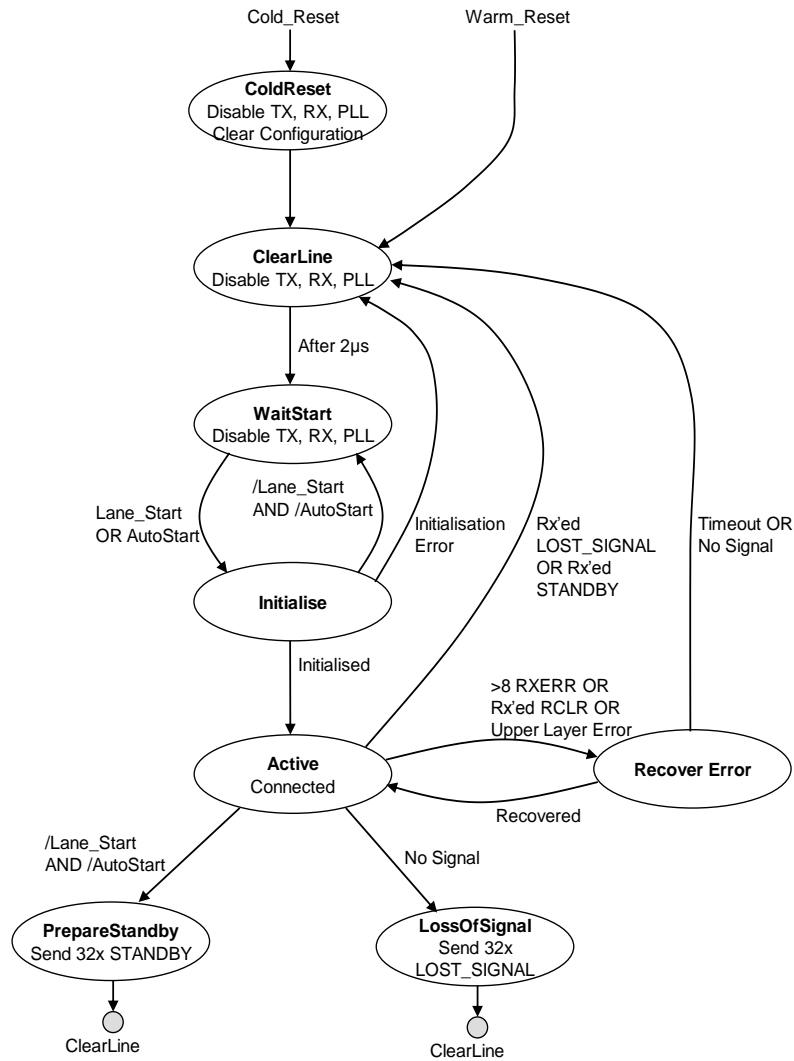 Cold_Reset
Warm_Reset
ColdReset
Disable TX, RX, PLL
Clear Configuration
ClearLine
Disable TX, RX, PLL
After 2µs
WaitStart
Disable TX, RX, PLL
Lane_Start
OR AutoStart
/Lane_Start
AND /AutoStart
Initialisation
Error
Rx'ed
LOST_SIGNAL
OR Rx'ed
STANDBY
Timeout OR
No Signal
Initialise
Initialised
>8 RXERR OR
Rx'ed RCLR OR
Upper Layer Error
Active
Connected
Recover Error
Recovered
/Lane_Start
AND /AutoStart
No Signal
PrepareStandby
Send 32x STANDBY
LossOfSignal
Send 32x
LOST_SIGNAL
ClearLine
ClearLine